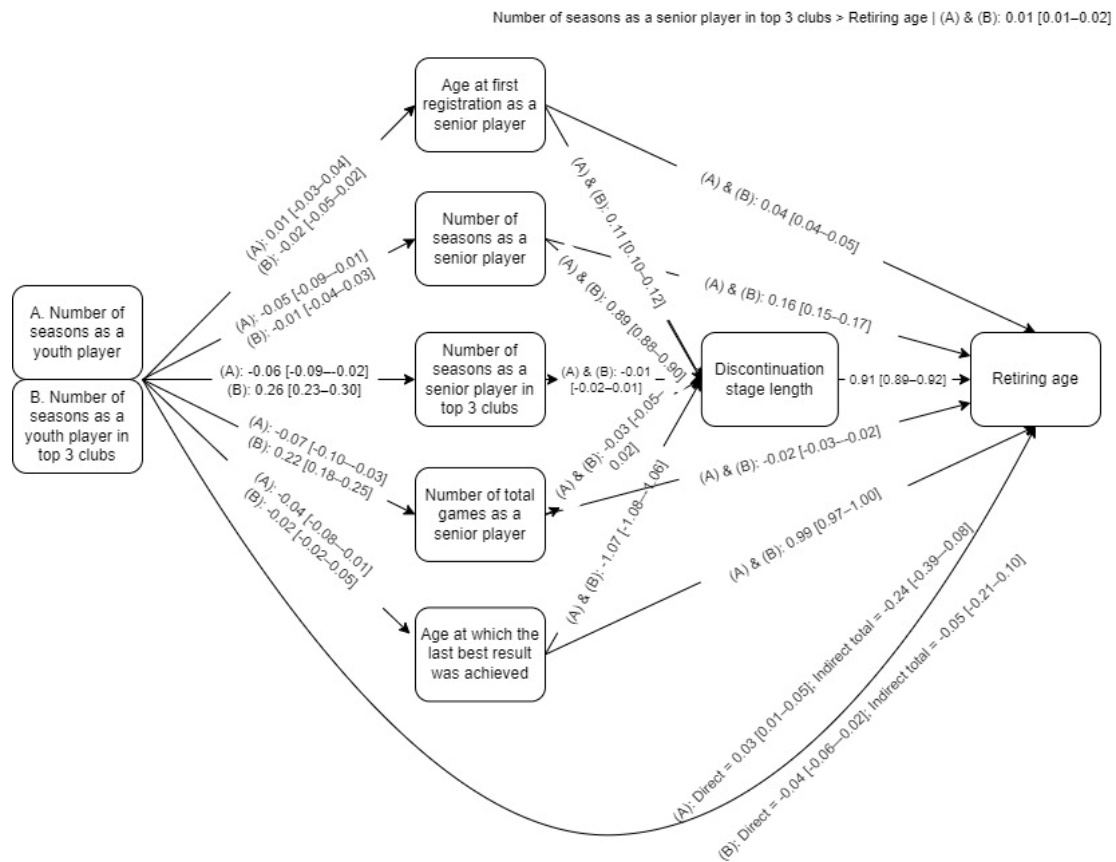 Number of seasons as a senior player in top 3 clubs > Retiring age | (A) & (B): 0.01 [0.01–0.02]
Age at first
registration as a
senior player
(A): 0.01 [-0.03–0.04]
(B): -0.02 [-0.05–0.02]
(A) & (B): 0.11 [0.10–0.12]
(A) & (B): 0.04 [0.04–0.05]
Number of
seasons as a
senior player
(A): -0.05 [-0.09-–0.01]
(B): -0.01 [-0.04–0.03]
(A) & (B): 0.89 [0.88–0.90]
(A) & (B): 0.16 [0.15–0.17]
A. Number of
seasons as a
youth player
B. Number of
seasons as a
youth player in
top 3 clubs
(A): -0.06 [-0.09-–-0.02]
(B): 0.26 [0.23–0.30]
Number of
seasons as a
senior player in
top 3 clubs
(A) & (B): -0.01
[-0.02–0.01]
Discontinuation
stage length
0.91 [0.89–0.92]
Retiring age
(A): -0.07 [-0.10-–0.03]
(B): 0.22 [0.18–0.25]
Number of total
games as a
senior player
(A) & (B): -0.03 [-0.05-
0.02]
(A) & (B): -0.02 [-0.03-–0.02]
(A): -0.04 [-0.08–-0.01]
(B): -0.02 [-0.02–0.05]
Age at which the
last best result
was achieved
(A) & (B): -1.07 [-1.08-–1.06]
(A) & (B): 0.99 [0.97–1.00]
(A): Direct = 0.03 [0.01–0.05]; Indirect total = -0.24 [-0.39-–0.08]
(B): Direct = -0.04 [-0.06-–0.02]; Indirect total = -0.05 [-0.21–0.10]